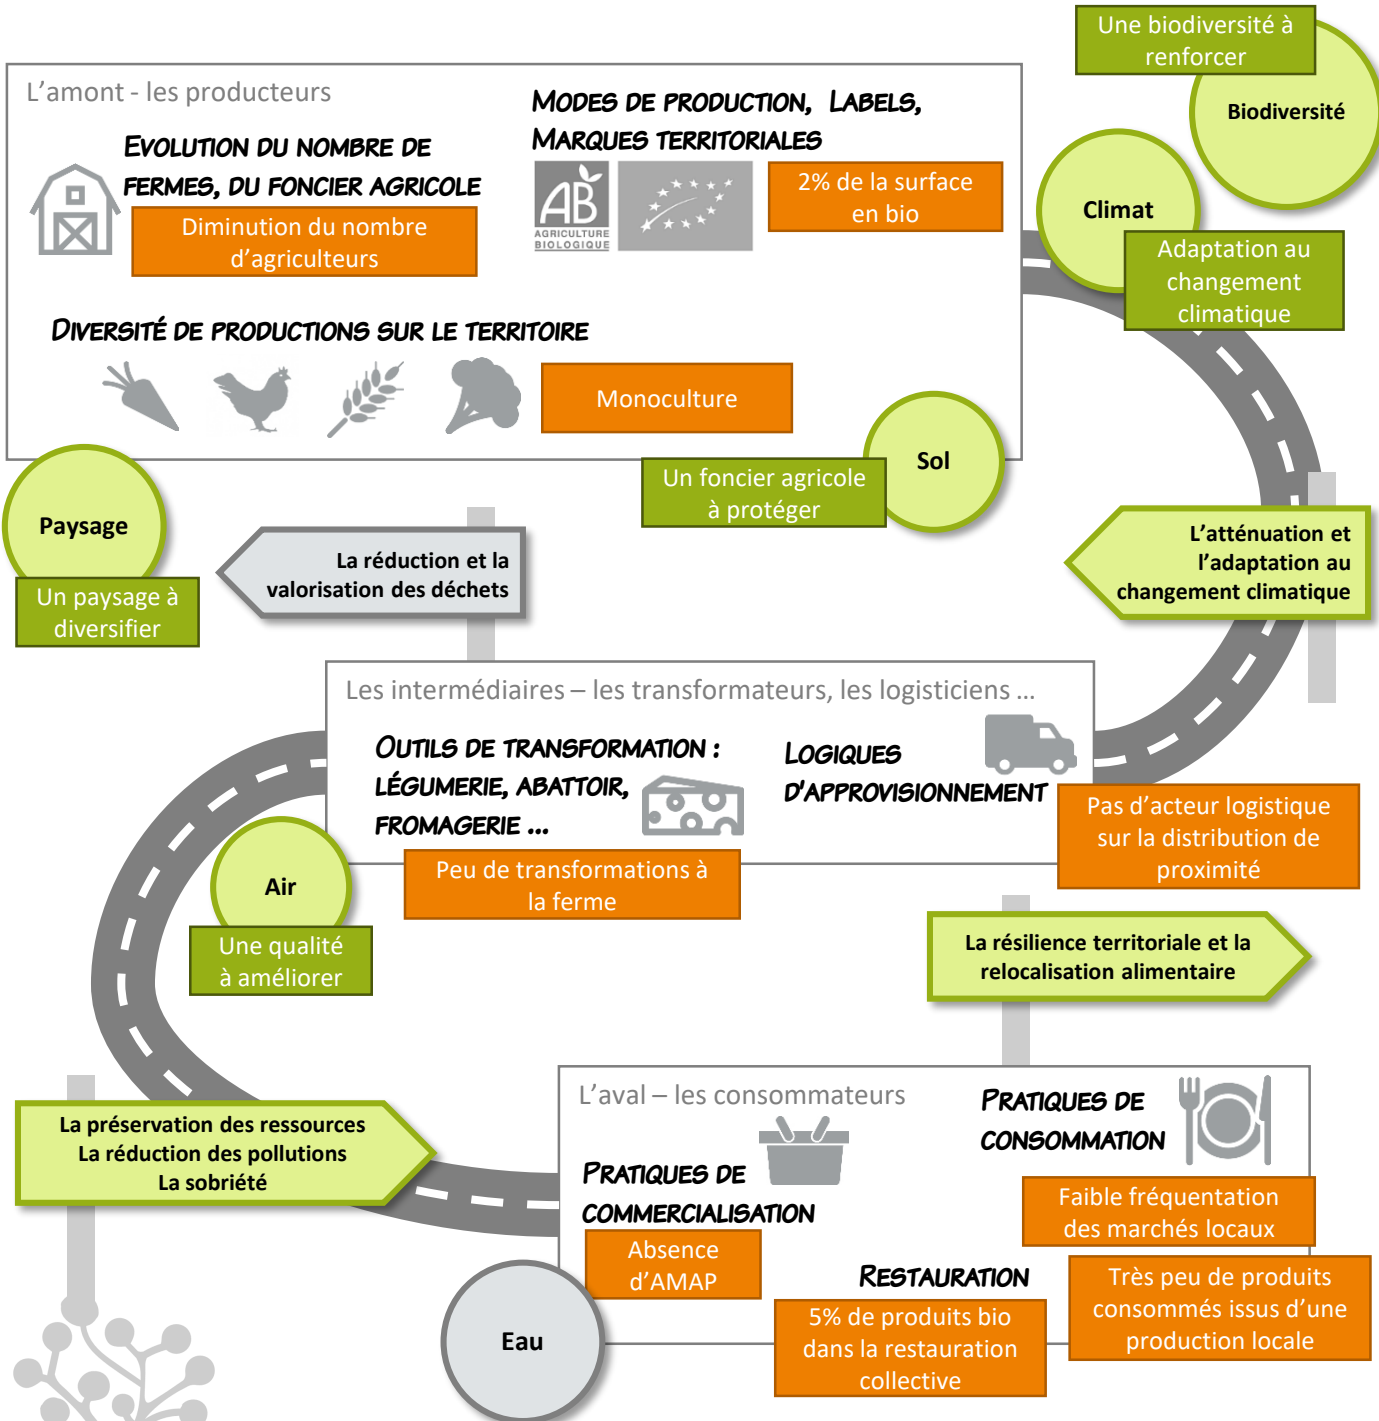 Une biodiversité à
renforcer
Biodiversité
L’amont - les producteurs
EVOLUTION DU NOMBRE DE
FERMES, DU FONCIER AGRICOLE
Diminution du nombre
d’agriculteurs
MODES DE PRODUCTION, LABELS,
MARQUES TERRITORIALES
AB
AGRICULTURE
BIOLOGIQUE
2% de la surface
en bio
Climat
Adaptation au
changement
climatique
DIVERSITÉ DE PRODUCTIONS SUR LE TERRITOIRE
Monoculture
Sol
Un foncier agricole
à protéger
Paysage
Un paysage à
diversifier
La réduction et la
valorisation des déchets
L’atténuation et
l’adaptation au
changement climatique
Les intermédiaires – les transformateurs, les logisticiens ...
OUTILS DE TRANSFORMATION :
LÉGUMERIE, ABATTOIR,
FROMAGERIE ...
Peu de transformations à
la ferme
LOGIQUES
D'APPROVISIONNEMENT
Pas d’acteur logistique
sur la distribution de
proximité
Air
Une qualité
à améliorer
La résilience territoriale et la
relocalisation alimentaire
La préservation des ressources
La réduction des pollutions
La sobriété
L’aval – les consommateurs
PRATIQUES DE
COMMERCIALISATION
Absence
d’AMAP
PRATIQUES DE
CONSOMMATION
Faible fréquentation
des marchés locaux
Très peu de produits
consommés issus d’une
production locale
RESTAURATION
5% de produits bio
dans la restauration
collective
Eau